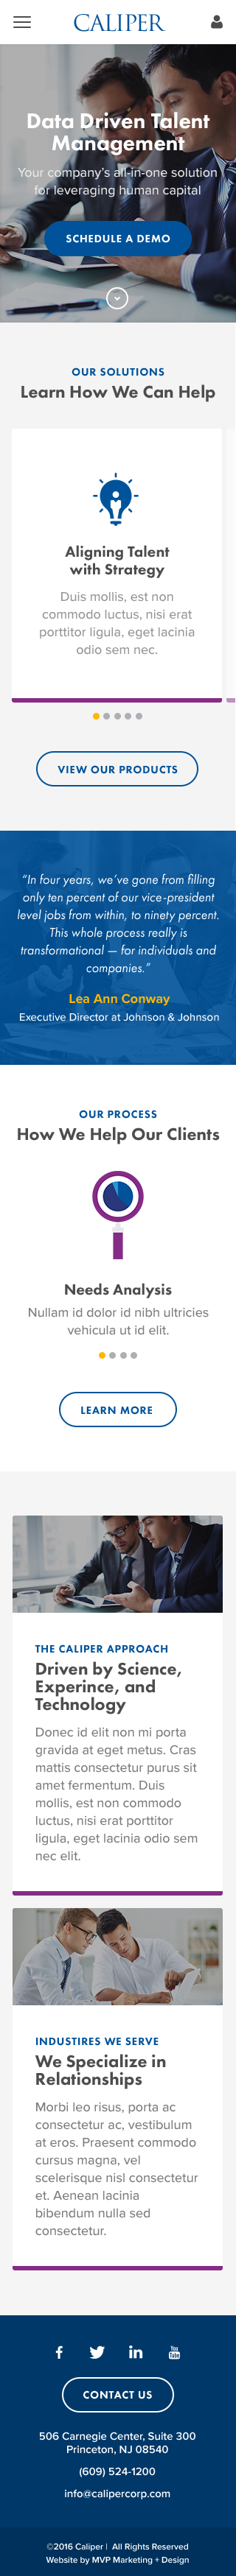 CALIPER
Data Driven Talent
Management
Your company's all-in-one solution
for leveraging human capital
SCHEDULE A DEMO
OUR SOLUTIONS
Learn How We Can Help
Aligning Talent
with Strategy
Duis mollis, est non
commodo luctus, nisi erat
porttitor ligula, eget lacinia
odio sem nec.
VIEW OUR PRODUCTS
“In four years, we’ve gone from filling
only ten percent of our vice-president
level jobs from within, to ninety percent.
This whole process really is
transformational — for individuals and
companies.”
Lea Ann Conway
Executive Director at Johnson & Johnson
OUR PROCESS
How We Help Our Clients
Needs Analysis
Nullam id dolor id nibh ultricies
vehicula ut id elit.
LEARN MORE
THE CALIPER APPROACH
Driven by Science,
Experince, and
Technology
Donec id elit non mi porta
gravida at eget metus. Cras
mattis consectetur purus sit
amet fermentum. Duis
mollis, est non commodo
luctus, nisi erat porttitor
ligula, eget lacinia odio sem
nec elit.
INDUSTIRES WE SERVE
We Specialize in
Relationships
Morbi leo risus, porta ac
consectetur ac, vestibulum
at eros. Praesent commodo
cursus magna, vel
scelerisque nisl consectetur
et. Aenean lacinia
bibendum nulla sed
consectetur.
f in You Tube
CONTACT US
506 Carnegie Center, Suite 300
Princeton, NJ 08540
(609) 524-1200
info@calipercorp.com
©2016 Caliper | All Rights Reserved
Website by MVP Marketing + Design